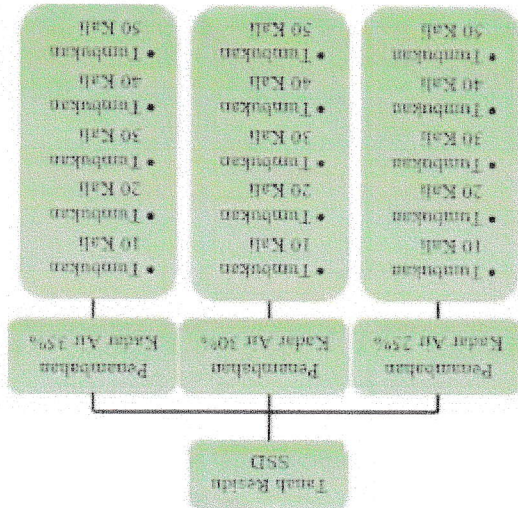 Tanah Residu
SSD
Penambahan
Kadar Air 25%
Penambahan
Kadar Air 30%
Penambahan
Kadar Air 35%
• Tumbukan
10 Kali
• Tumbukan
20 Kali
• Tumbukan
30 Kali
• Tumbukan
40 Kali
• Tumbukan
50 Kali
• Tumbukan
10 Kali
• Tumbukan
20 Kali
• Tumbukan
30 Kali
• Tumbukan
40 Kali
• Tumbukan
50 Kali
• Tumbukan
10 Kali
• Tumbukan
20 Kali
• Tumbukan
30 Kali
• Tumbukan
40 Kali
• Tumbukan
50 Kali